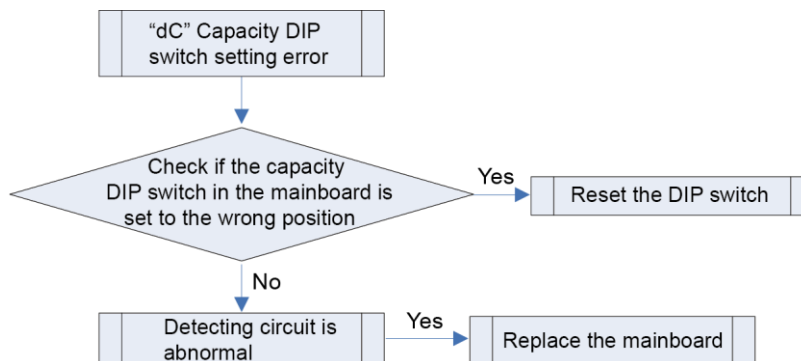 “dC” Capacity DIP
switch setting error
Check if the capacity
DIP switch in the mainboard is
set to the wrong position
Yes
Reset the DIP switch
No
Detecting circuit is
abnormal
Yes
Replace the mainboard